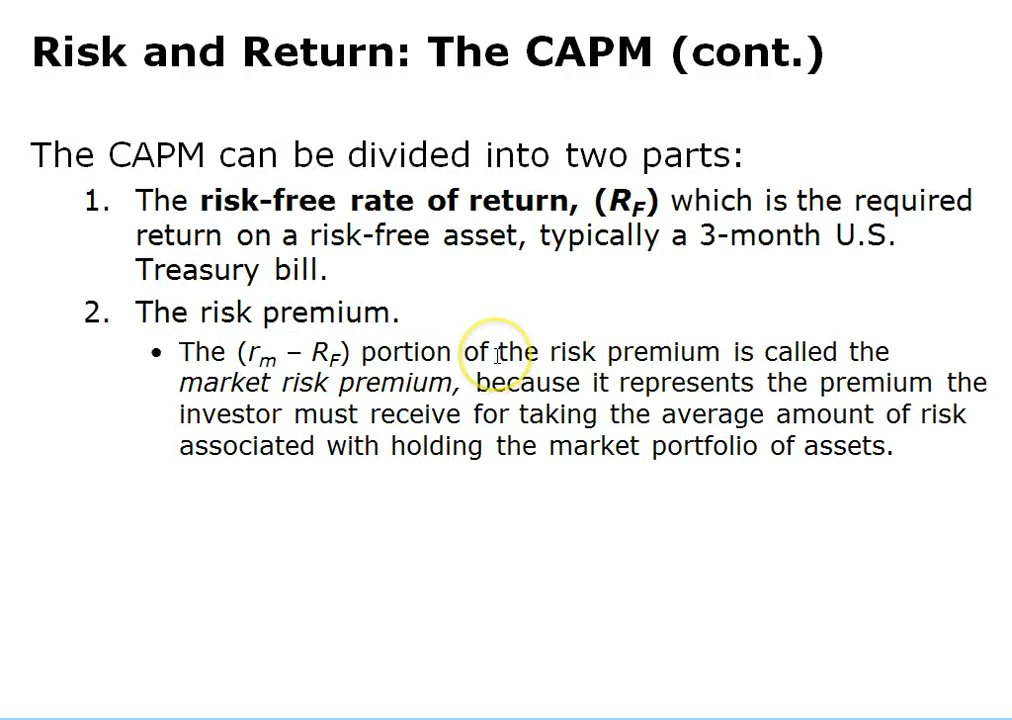 Risk and Return: The CAPM (cont.)
The CAPM can be divided into two parts:
1. The risk-free rate of return, (RF) which is the required
return on a risk-free asset, typically a 3-month U.S.
Treasury bill.
2. The risk premium.
• The (rm – RF) portion of the risk premium is called the
market risk premium, because it represents the premium the
investor must receive for taking the average amount of risk
associated with holding the market portfolio of assets.